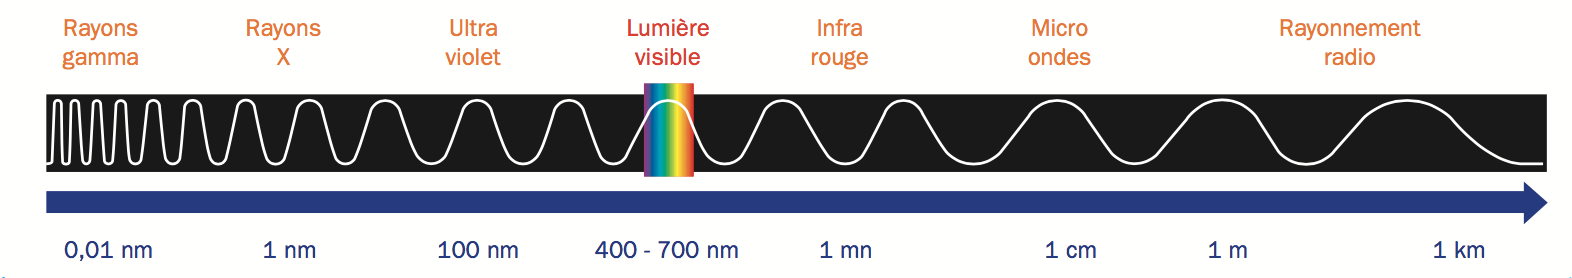 Rayons gamma
Rayons X
Ultra violet
Lumière visible
Infra rouge
Micro ondes
Rayonnement radio
0,01 nm
1 nm
100 nm
400 - 700 nm
1 mn
1 cm
1 m
1 km